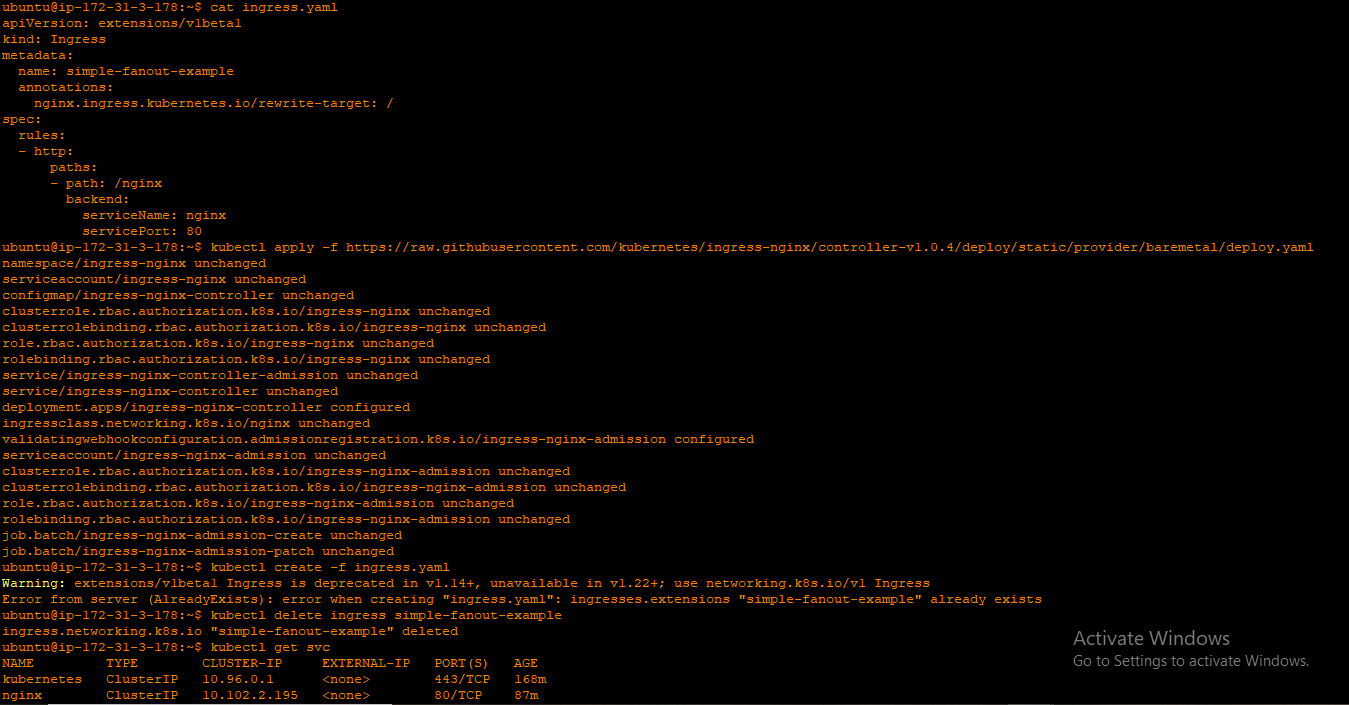 ubuntu@ip-172-31-3-178:~$ cat ingress.yaml
apiVersion: extensions/v1beta1
kind: Ingress
metadata:
  name: simple-fanout-example
  annotations:
    nginx.ingress.kubernetes.io/rewrite-target: /
spec:
  rules:
  - http:
      paths:
      - path: /nginx
        backend:
          serviceName: nginx
          servicePort: 80
ubuntu@ip-172-31-3-178:~$ kubectl apply -f https://raw.githubusercontent.com/kubernetes/ingress-nginx/controller-v1.0.4/deploy/static/provider/baremetal/deploy.yaml
namespace/ingress-nginx unchanged
serviceaccount/ingress-nginx unchanged
configmap/ingress-nginx-controller unchanged
clusterrole.rbac.authorization.k8s.io/ingress-nginx unchanged
clusterrolebinding.rbac.authorization.k8s.io/ingress-nginx unchanged
role.rbac.authorization.k8s.io/ingress-nginx unchanged
rolebinding.rbac.authorization.k8s.io/ingress-nginx unchanged
service/ingress-nginx-controller-admission unchanged
service/ingress-nginx-controller unchanged
deployment.apps/ingress-nginx-controller configured
ingressclass.networking.k8s.io/nginx unchanged
validatingwebhookconfiguration.admissionregistration.k8s.io/ingress-nginx-admission configured
serviceaccount/ingress-nginx-admission unchanged
clusterrole.rbac.authorization.k8s.io/ingress-nginx-admission unchanged
clusterrolebinding.rbac.authorization.k8s.io/ingress-nginx-admission unchanged
role.rbac.authorization.k8s.io/ingress-nginx-admission unchanged
rolebinding.rbac.authorization.k8s.io/ingress-nginx-admission unchanged
job.batch/ingress-nginx-admission-create unchanged
job.batch/ingress-nginx-admission-patch unchanged
ubuntu@ip-172-31-3-178:~$ kubectl create -f ingress.yaml
Warning: extensions/v1beta1 Ingress is deprecated in v1.14+, unavailable in v1.22+; use networking.k8s.io/v1 Ingress
Error from server (AlreadyExists): error when creating "ingress.yaml": ingresses.extensions "simple-fanout-example" already exists
ubuntu@ip-172-31-3-178:~$ kubectl delete ingress simple-fanout-example
ingress.networking.k8s.io "simple-fanout-example" deleted
ubuntu@ip-172-31-3-178:~$ kubectl get svc
NAME         TYPE        CLUSTER-IP     EXTERNAL-IP   PORT(S)   AGE
kubernetes   ClusterIP   10.96.0.1      <none>        443/TCP   168m
nginx        ClusterIP   10.102.2.195   <none>        80/TCP    87m
Activate Windows
Go to Settings to activate Windows.